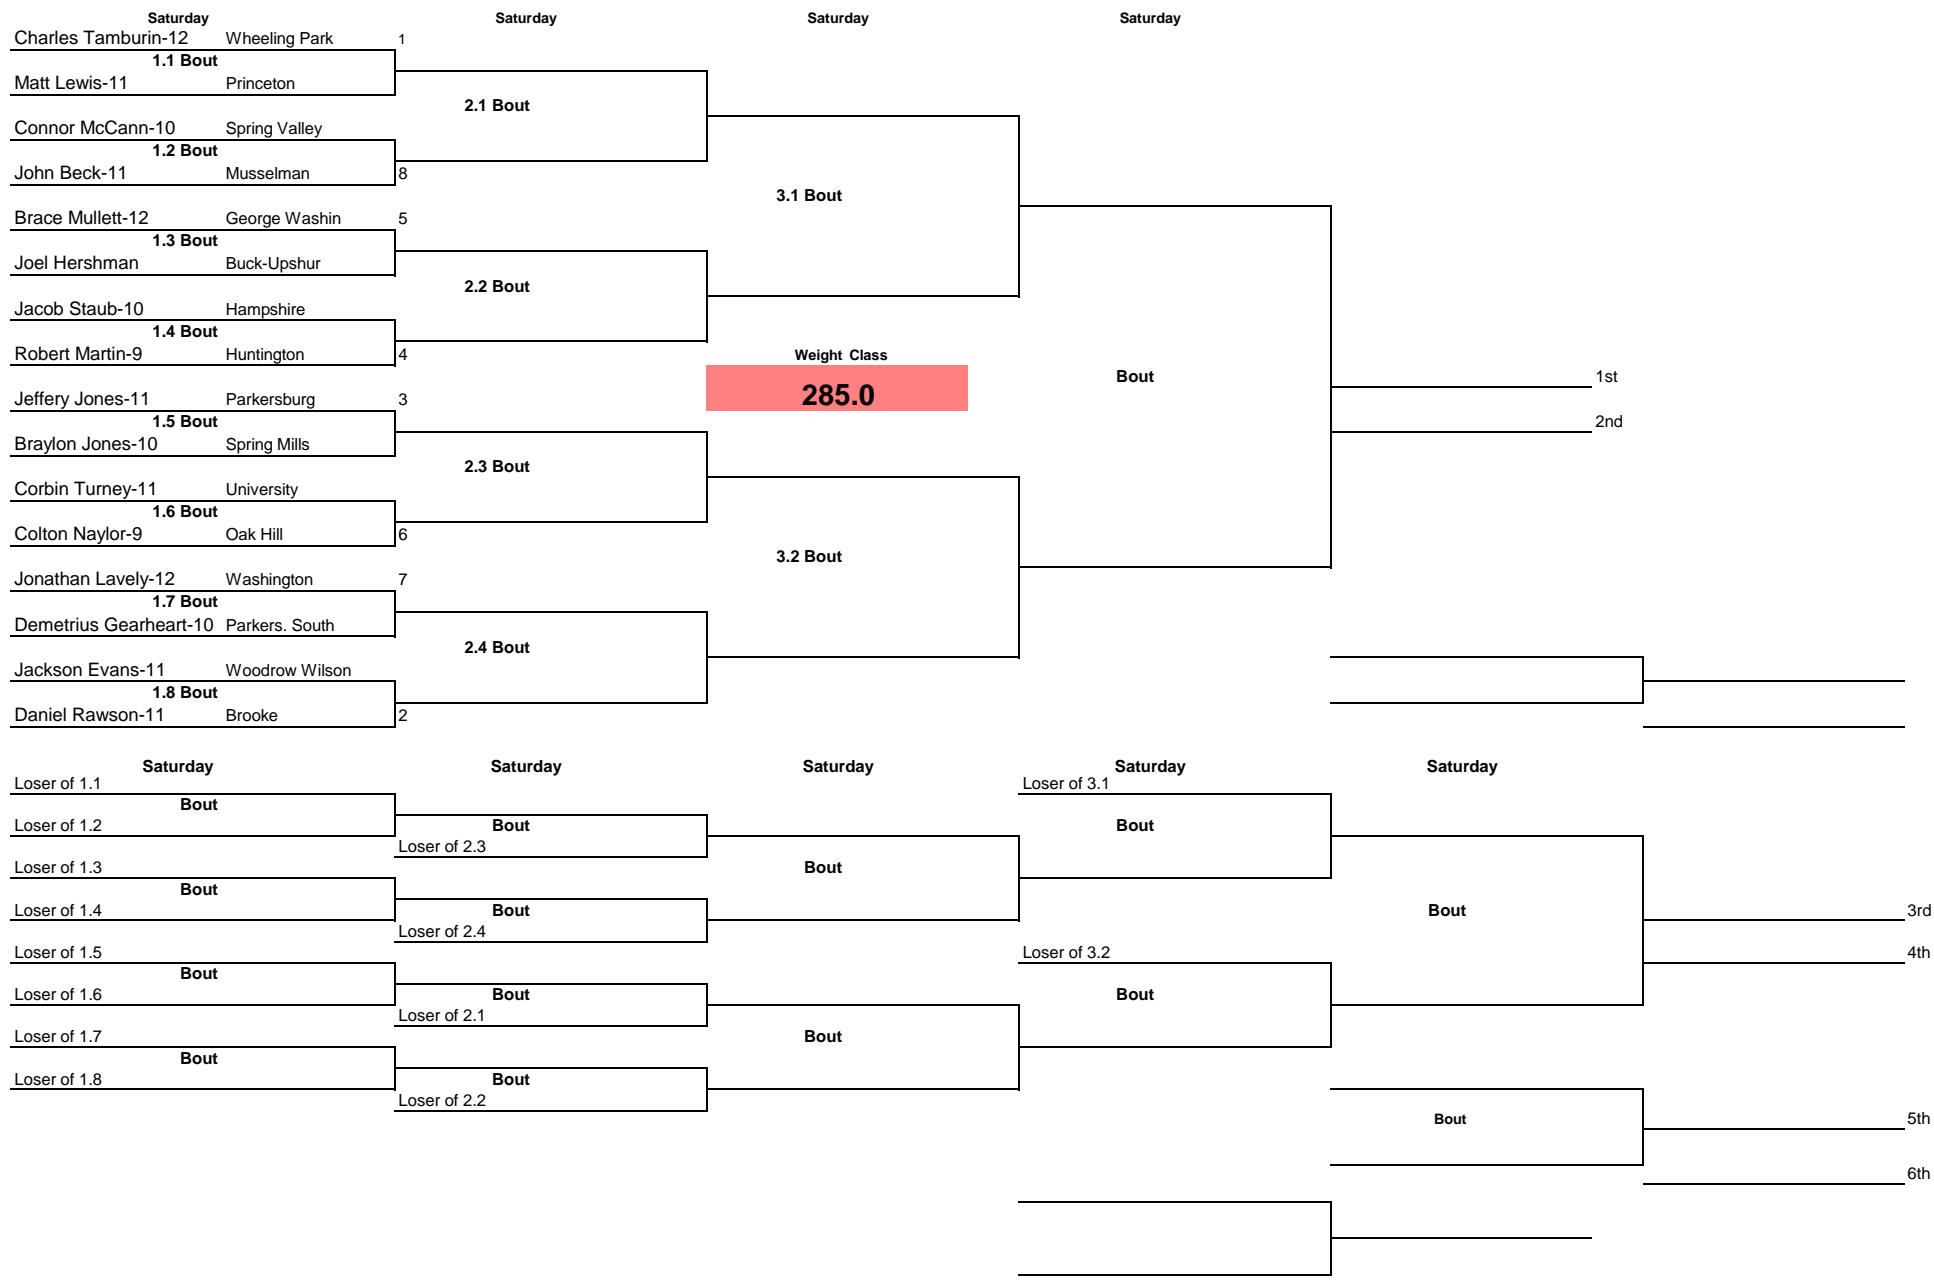 Saturday Saturday Saturday Saturday
Charles Tamburin-12 Wheeling Park 1
1.1 Bout
Matt Lewis-11 Princeton
2.1 Bout
Connor McCann-10 Spring Valley
1.2 Bout
John Beck-11 Musselman 8
3.1 Bout
Brace Mullett-12 George Washin 5
1.3 Bout
Joel Hershman Buck-Upshur
2.2 Bout
Jacob Staub-10 Hampshire
1.4 Bout
Robert Martin-9 Huntington 4 Weight Class
Bout 1st
285.0
Jeffery Jones-11 Parkersburg 3
1.5 Bout 2nd
Braylon Jones-10 Spring Mills
2.3 Bout
Corbin Turney-11 University
1.6 Bout
Colton Naylor-9 Oak Hill 6
3.2 Bout
Jonathan Lavely-12 Washington 7
1.7 Bout
Demetrius Gearheart-10 Parkers. South
2.4 Bout
Jackson Evans-11 Woodrow Wilson
1.8 Bout
Daniel Rawson-11 Brooke 2
Saturday Saturday Saturday Saturday Saturday
Loser of 1.1 Loser of 3.1
Bout
Loser of 1.2 Bout Bout
Loser of 2.3
Loser of 1.3 Bout
Bout
Loser of 1.4 Bout Bout 3rd
Loser of 2.4
Loser of 1.5 Loser of 3.2 4th
Bout
Loser of 1.6 Bout Bout
Loser of 2.1
Loser of 1.7 Bout
Bout
Loser of 1.8 Bout
Loser of 2.2
Bout 5th
6th